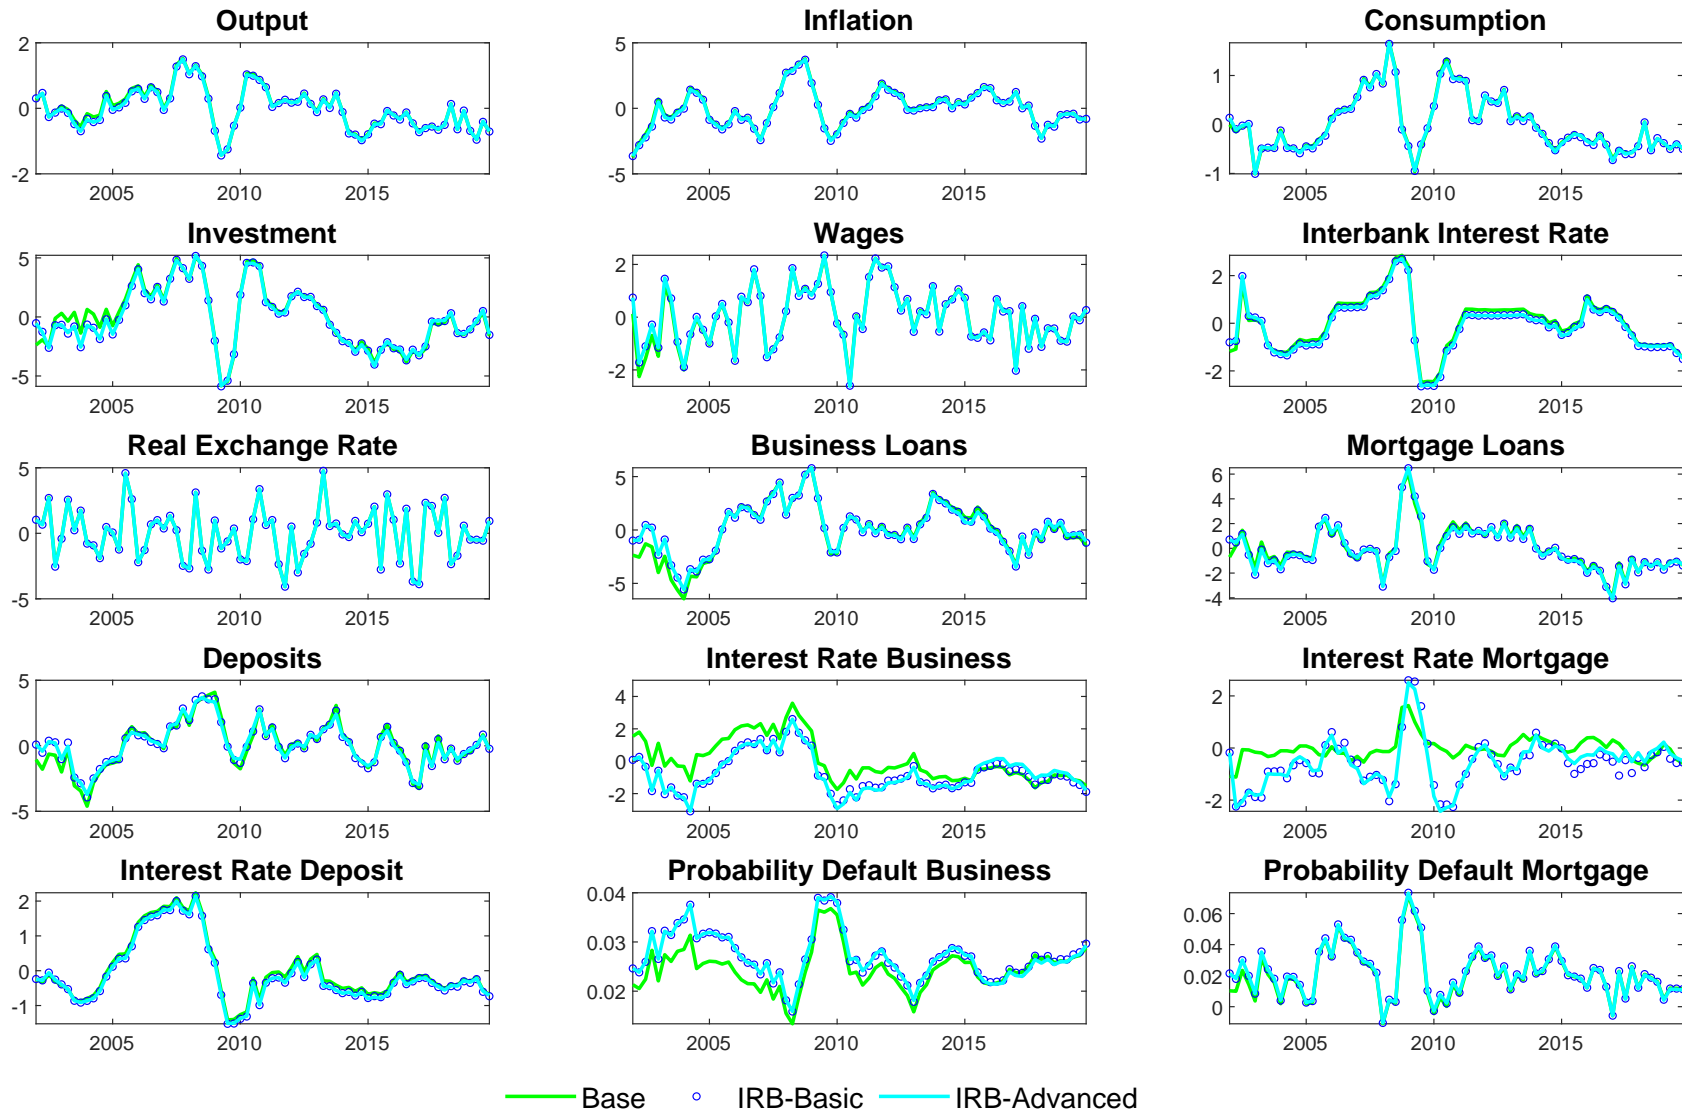 Output
Inflation
Consumption
2
0
-2
2005 2010 2015
5
0
-5
2005 2010 2015
1
0
-1
2005 2010 2015
Investment
Wages
Interbank Interest Rate
5
0
-5
2005 2010 2015
2
0
-2
2005 2010 2015
2
0
-2
2005 2010 2015
Real Exchange Rate
Business Loans
Mortgage Loans
5
0
-5
2005 2010 2015
5
0
-5
2005 2010 2015
6
4
2
0
-2
-4
2005 2010 2015
Deposits
Interest Rate Business
Interest Rate Mortgage
5
0
-5
2005 2010 2015
4
2
0
-2
2005 2010 2015
2
0
-2
2005 2010 2015
Interest Rate Deposit
Probability Default Business
Probability Default Mortgage
2
1
0
-1
2005 2010 2015
0.04
0.03
0.02
2005 2010 2015
0.06
0.04
0.02
0
2005 2010 2015
Base IRB-Basic IRB-Advanced